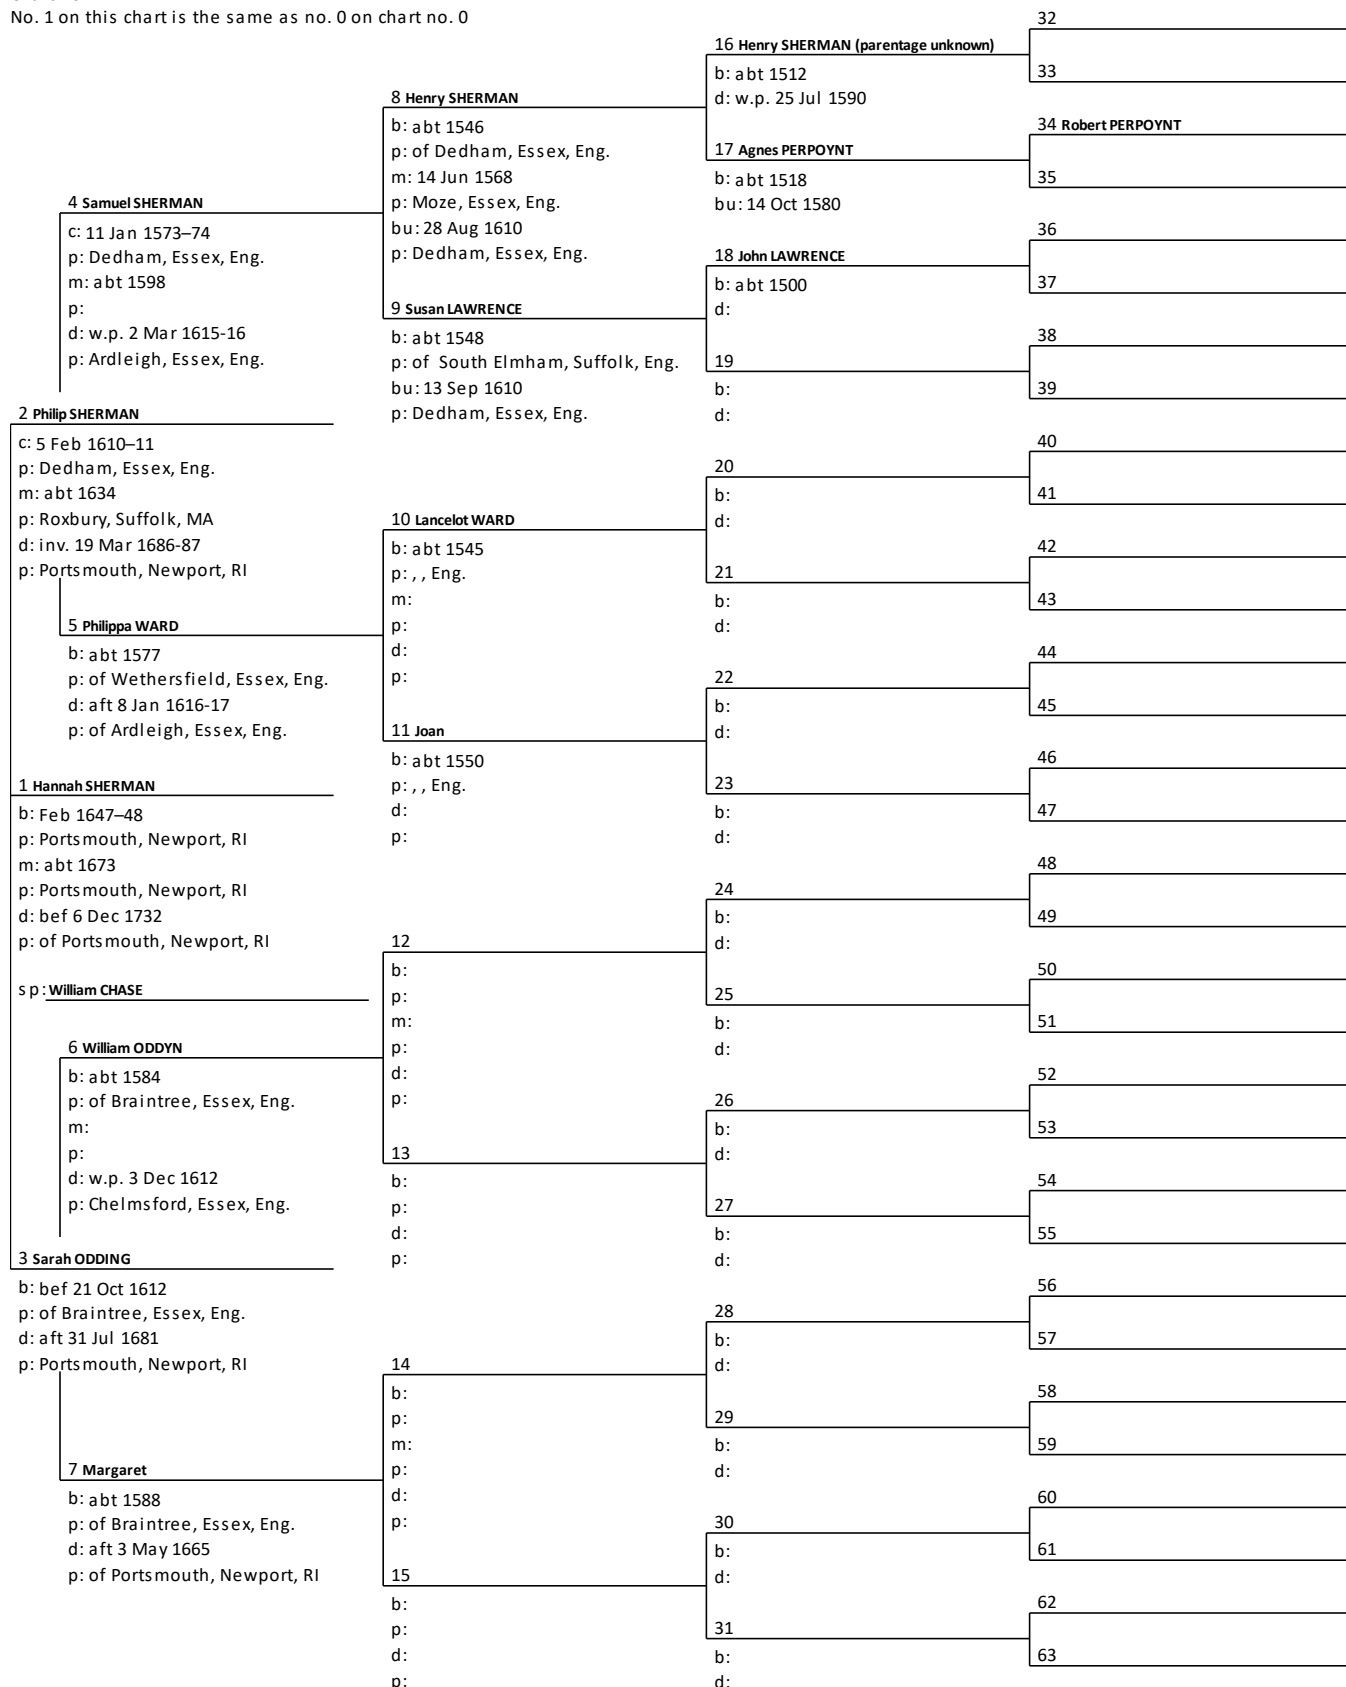 No. 1 on this chart is the same as no. 0 on chart no. 0
4 Samuel SHERMAN
c: 11 Jan 1573–74
p: Dedham, Essex, Eng.
m: abt 1598
p:
d: w.p. 2 Mar 1615-16
p: Ardleigh, Essex, Eng.
2 Philip SHERMAN
c: 5 Feb 1610–11
p: Dedham, Essex, Eng.
m: abt 1634
p: Roxbury, Suffolk, MA
d: inv. 19 Mar 1686-87
p: Portsmouth, Newport, RI
5 Philippa WARD
b: abt 1577
p: of Wethersfield, Essex, Eng.
d: aft 8 Jan 1616-17
p: of Ardleigh, Essex, Eng.
1 Hannah SHERMAN
b: Feb 1647–48
p: Portsmouth, Newport, RI
m: abt 1673
p: Portsmouth, Newport, RI
d: bef 6 Dec 1732
p: of Portsmouth, Newport, RI
sp: William CHASE
6 William ODDYN
b: abt 1584
p: of Braintree, Essex, Eng.
m:
p:
d: w.p. 3 Dec 1612
p: Chelmsford, Essex, Eng.
3 Sarah ODDING
b: bef 21 Oct 1612
p: of Braintree, Essex, Eng.
d: aft 31 Jul 1681
p: Portsmouth, Newport, RI
7 Margaret
b: abt 1588
p: of Braintree, Essex, Eng.
d: aft 3 May 1665
p: of Portsmouth, Newport, RI
8 Henry SHERMAN
b: abt 1546
p: of Dedham, Essex, Eng.
m: 14 Jun 1568
p: Moze, Essex, Eng.
bu: 28 Aug 1610
p: Dedham, Essex, Eng.
9 Susan LAWRENCE
b: abt 1548
p: of South Elmham, Suffolk, Eng.
bu: 13 Sep 1610
p: Dedham, Essex, Eng.
10 Lancelot WARD
b: abt 1545
p: , , Eng.
m:
p:
d:
p:
11 Joan
b: abt 1550
p: , , Eng.
d:
p:
12
b:
p:
m:
p:
d:
p:
13
b:
p:
d:
p:
14
b:
p:
m:
p:
d:
p:
15
b:
p:
d:
p:
16 Henry SHERMAN (parentage unknown)
b: abt 1512
d: w.p. 25 Jul 1590
17 Agnes PERPOYNT
b: abt 1518
bu: 14 Oct 1580
18 John LAWRENCE
b: abt 1500
d:
19
b:
d:
20
b:
d:
21
b:
d:
22
b:
d:
23
b:
d:
24
b:
d:
25
b:
d:
26
b:
d:
27
b:
d:
28
b:
d:
29
b:
d:
30
b:
d:
31
b:
d:
32
33
34 Robert PERPOYNT
35
36
37
38
39
40
41
42
43
44
45
46
47
48
49
50
51
52
53
54
55
56
57
58
59
60
61
62
63